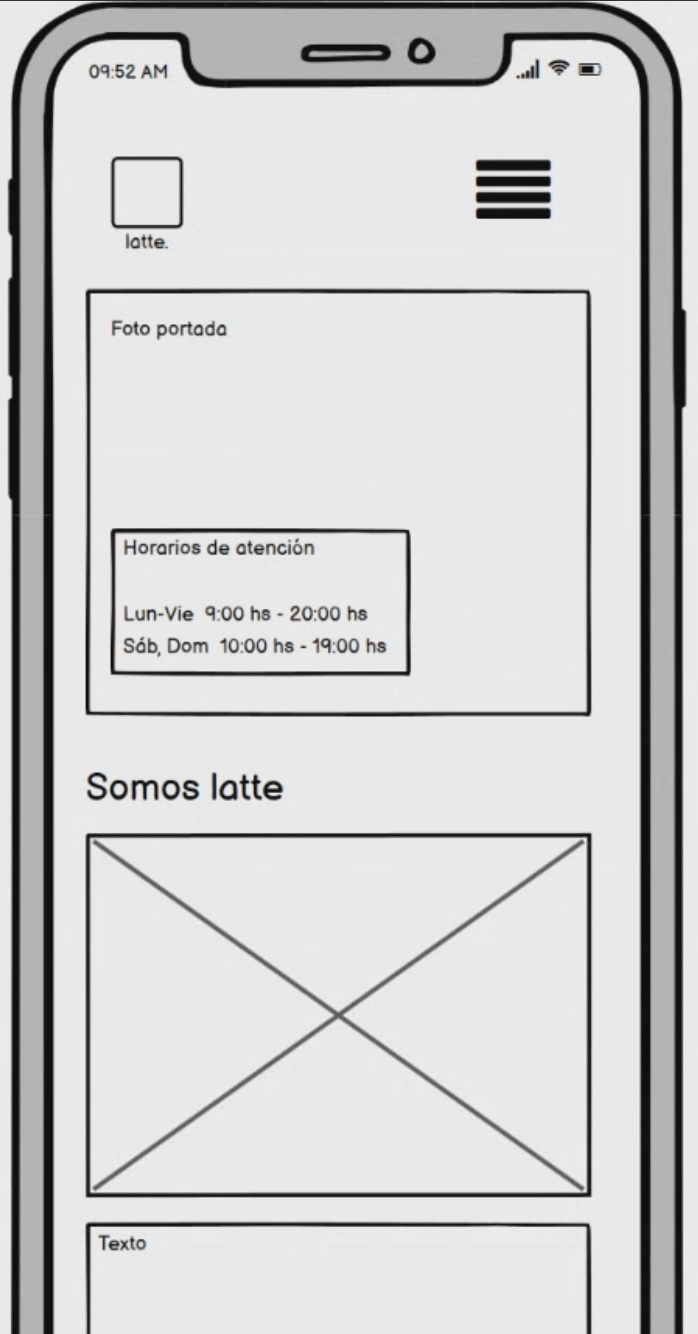 09:52 AM
latte.
Foto portada
Horarios de atención
Lun-Vie 9:00 hs - 20:00 hs
Sáb, Dom 10:00 hs - 19:00 hs
Somos latte
Texto